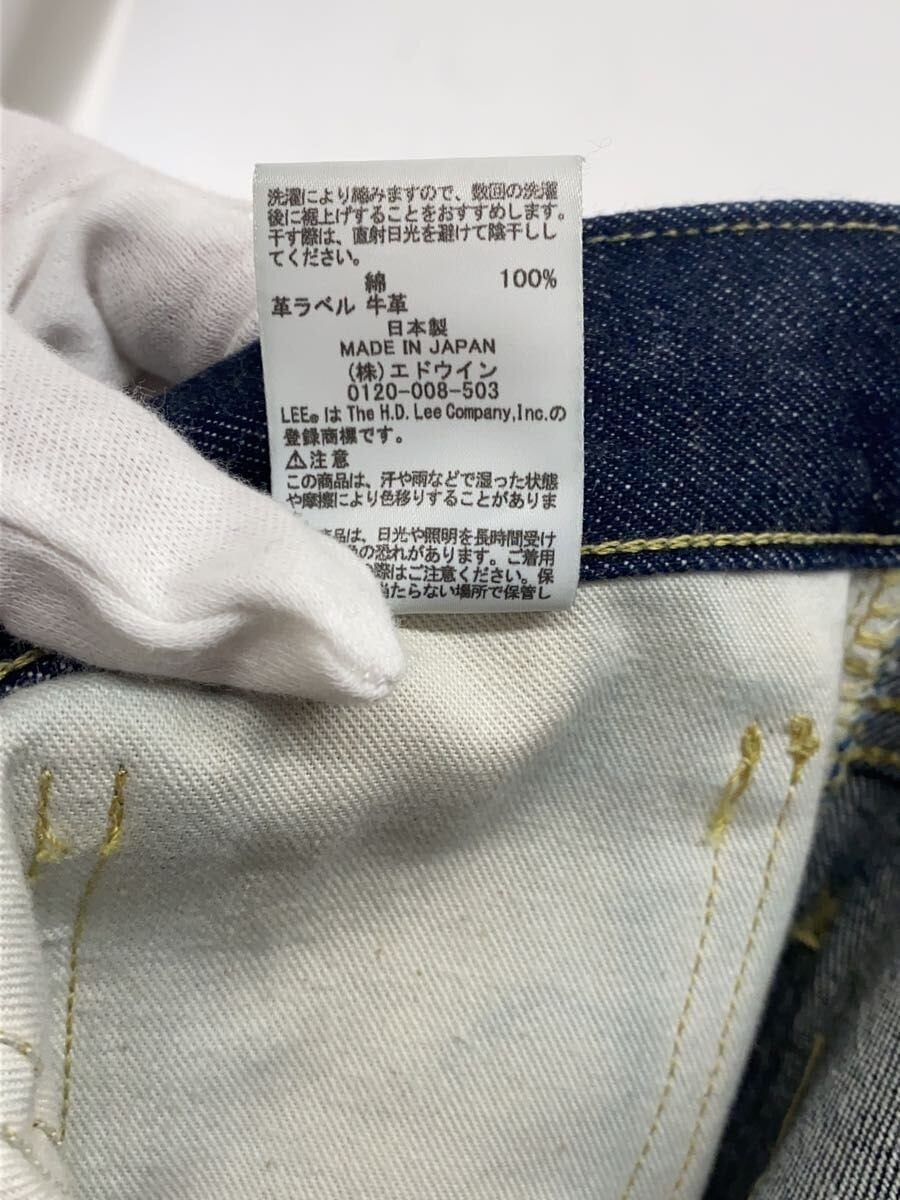 洗濯により縮みますので、数回の洗濯
後に裾上げすることをおすすめします。
干す際は、直射日光を避けて陰干しし
てください。
綿 100%
革ラベル 牛革
日本製
MADE IN JAPAN
(株)エドウイン
0120-008-503
LEE® は The H.D. Lee Company,Inc.の
登録商標です。
⚠注意
この商品は、汗や雨などで湿った状態
や摩擦により色移りすることがありま
品は、日光や照明を長時間受け
の恐れがあります。ご着用
の際はご注意ください。保
当たらない場所で保管し